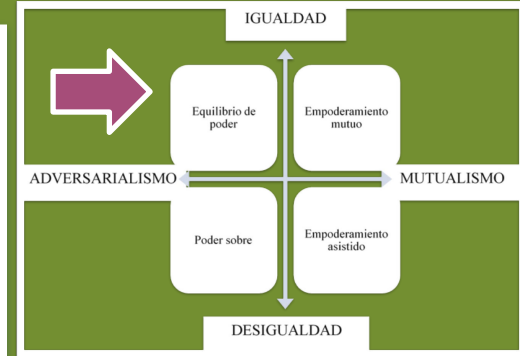 IGUALDAD
Equilibrio de
poder
Empoderamiento
mutuo
ADVERSARIALISMO
MUTUALISMO
Poder sobre
Empoderamiento
asistido
DESIGUALDAD